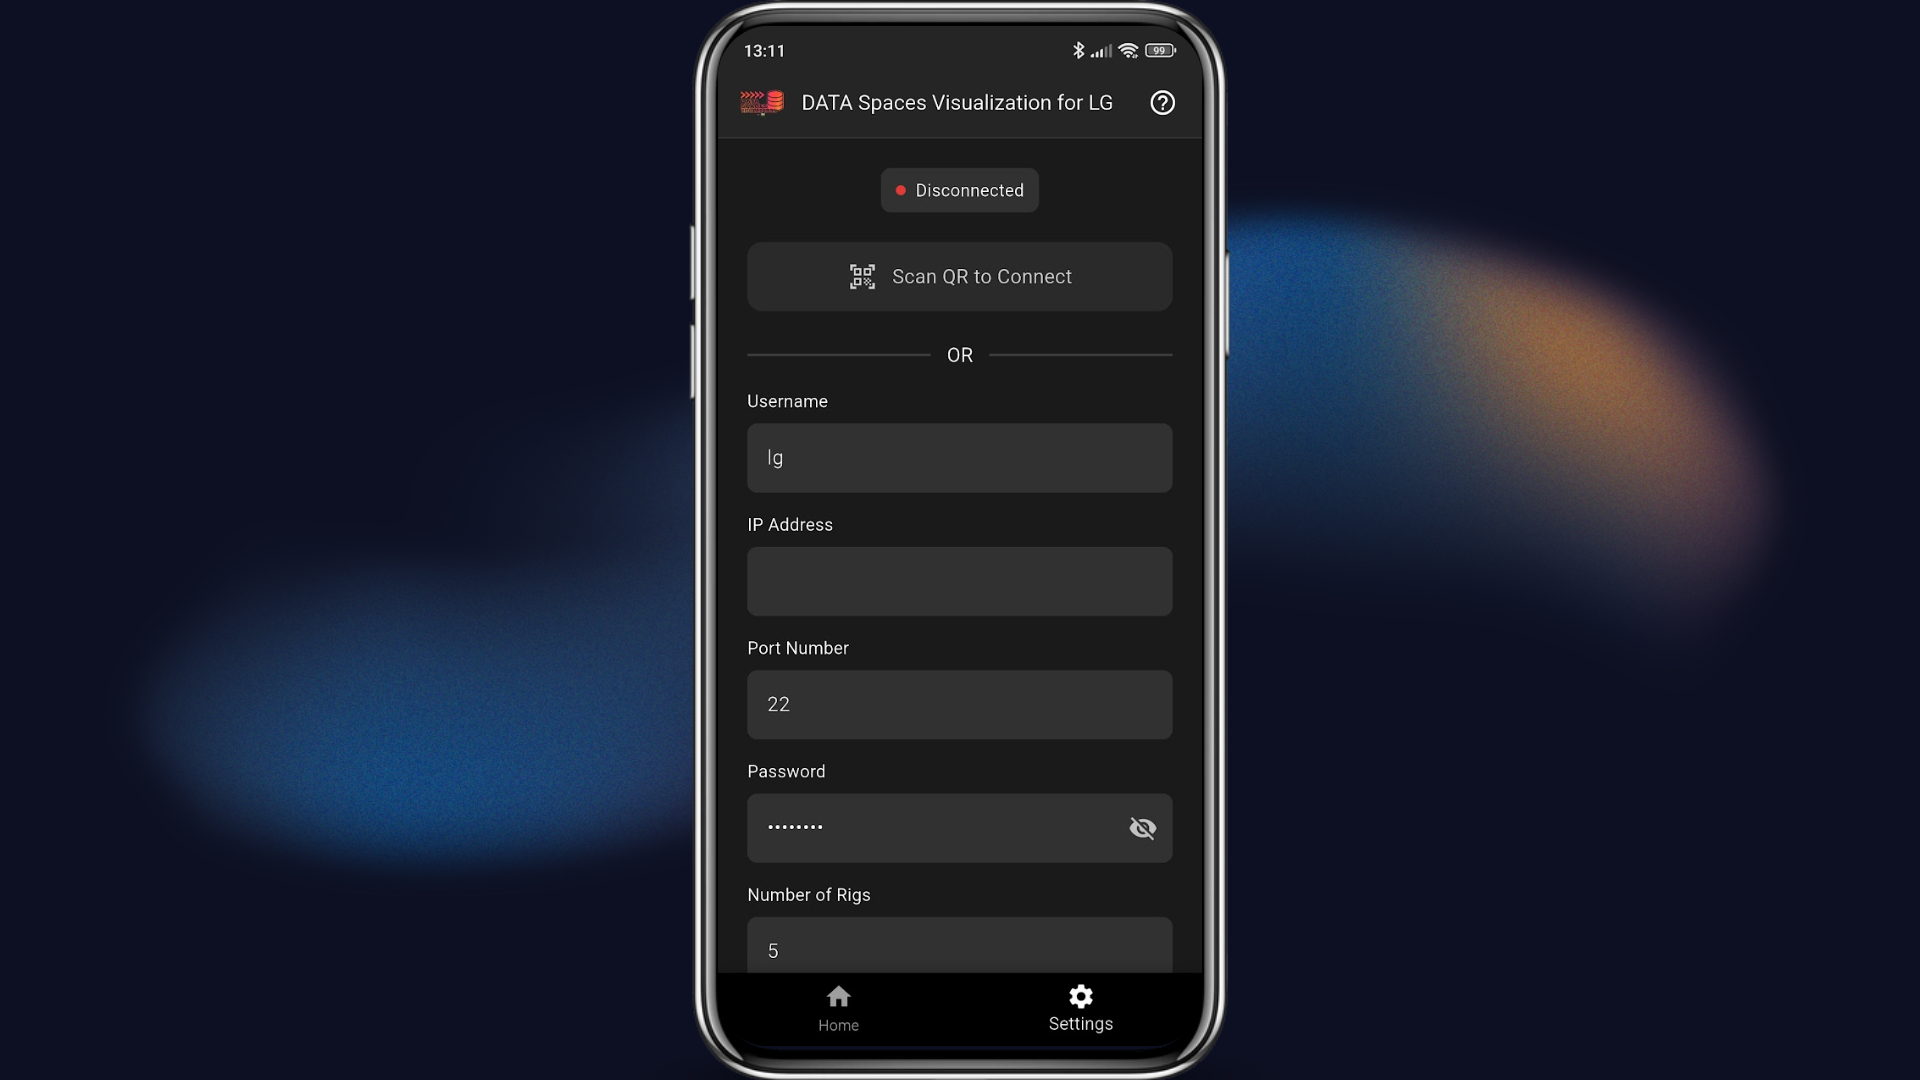 13:11
99
DATA Spaces Visualization for LG
Disconnected
Scan QR to Connect
OR
Username
lg
IP Address
Port Number
22
Password
••••••••
Number of Rigs
5
Home
Settings